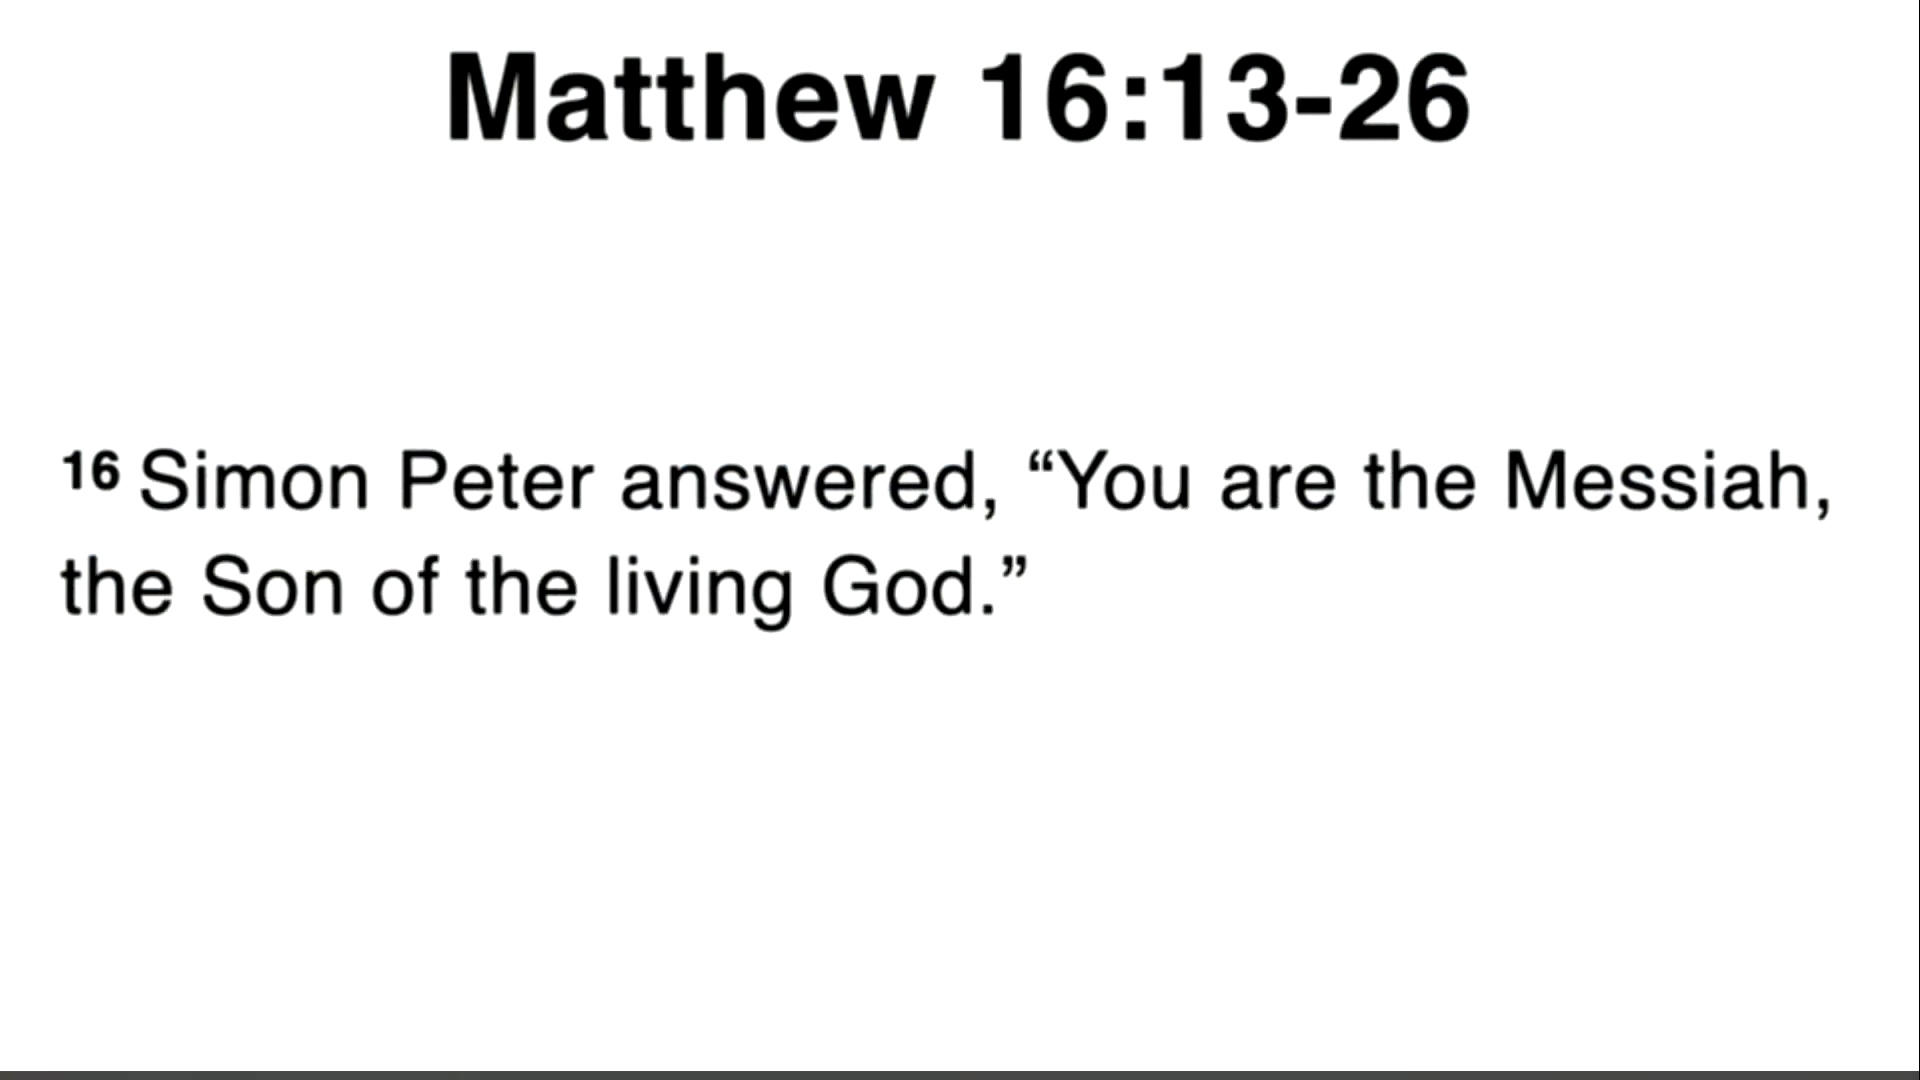 Matthew 16:13-26
16 Simon Peter answered, “You are the Messiah,
the Son of the living God.”